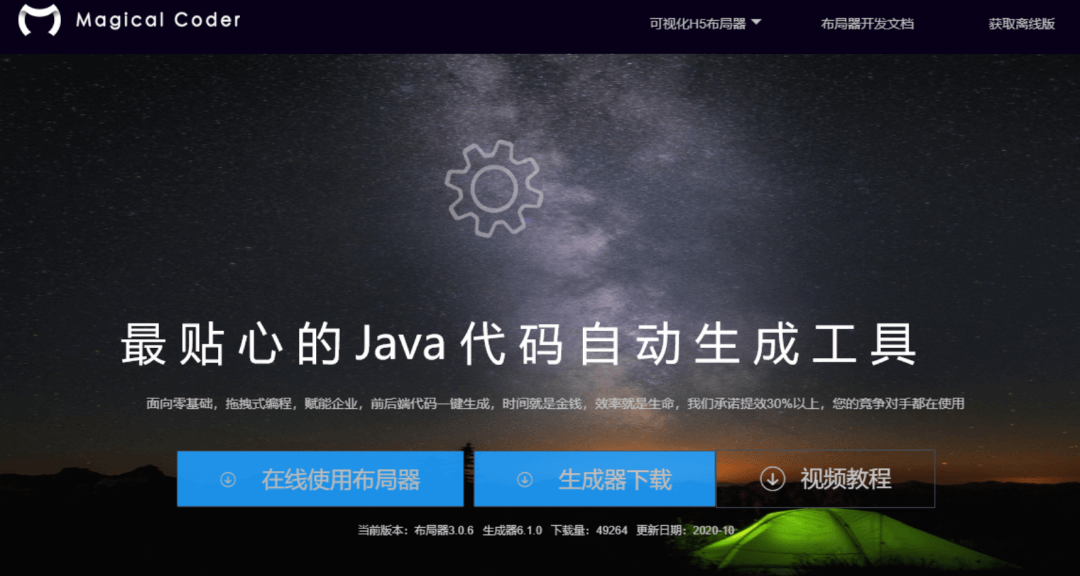 Magical Coder
可视化H5布局器 布局器开发文档 获取离线版
最贴心的Java代码自动生成工具
面向零基础，拖拽式编程，赋能企业，前后端代码一键生成，时间就是金钱，效率就是生命，我们承诺提效30%以上，您的竞争对手都在使用
在线使用布局器 生成器下载 视频教程
当前版本：布局器3.0.6 生成器6.1.0 下载量：49264 更新日期：2020-10-